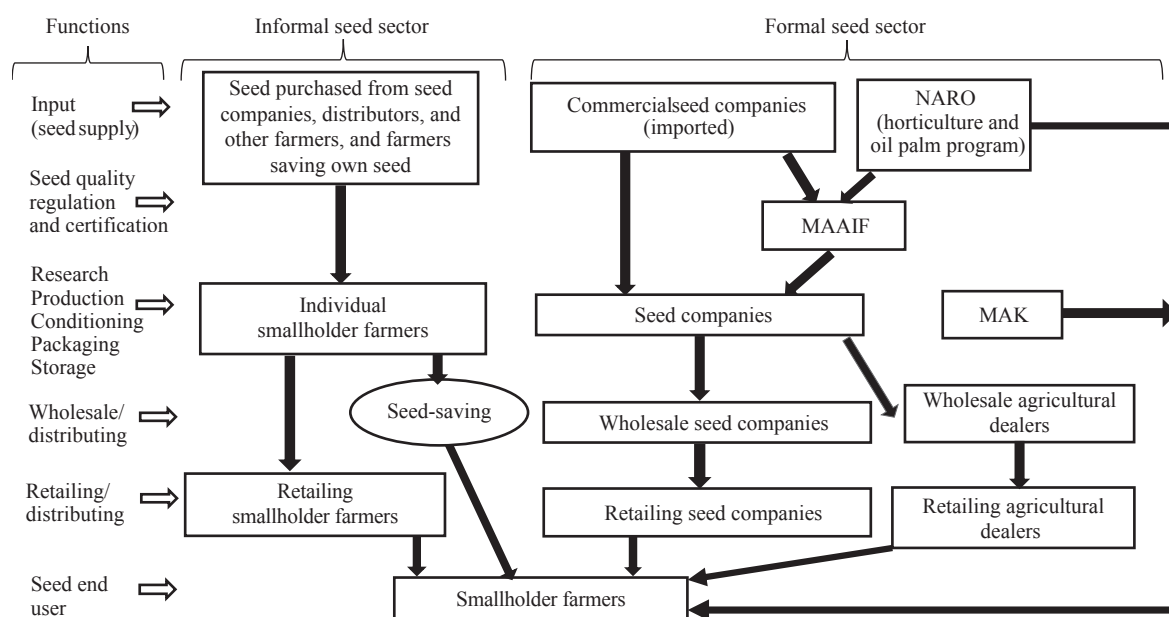 Functions
Informal seed sector
Formal seed sector
Input
(seed supply)
Seed purchased from seed
companies, distributors, and
other farmers, and farmers
saving own seed
Commercialseed companies
(imported)
NARO
(horticulture and
oil palm program)
Seed quality
regulation
and certification
MAAIF
Research
Production
Conditioning
Packaging
Storage
Individual
smallholder farmers
Seed companies
MAK
Wholesale/
distributing
Seed-saving
Wholesale seed companies
Wholesale agricultural
dealers
Retailing/
distributing
Retailing
smallholder farmers
Retailing seed companies
Retailing agricultural
dealers
Seed end
user
Smallholder farmers